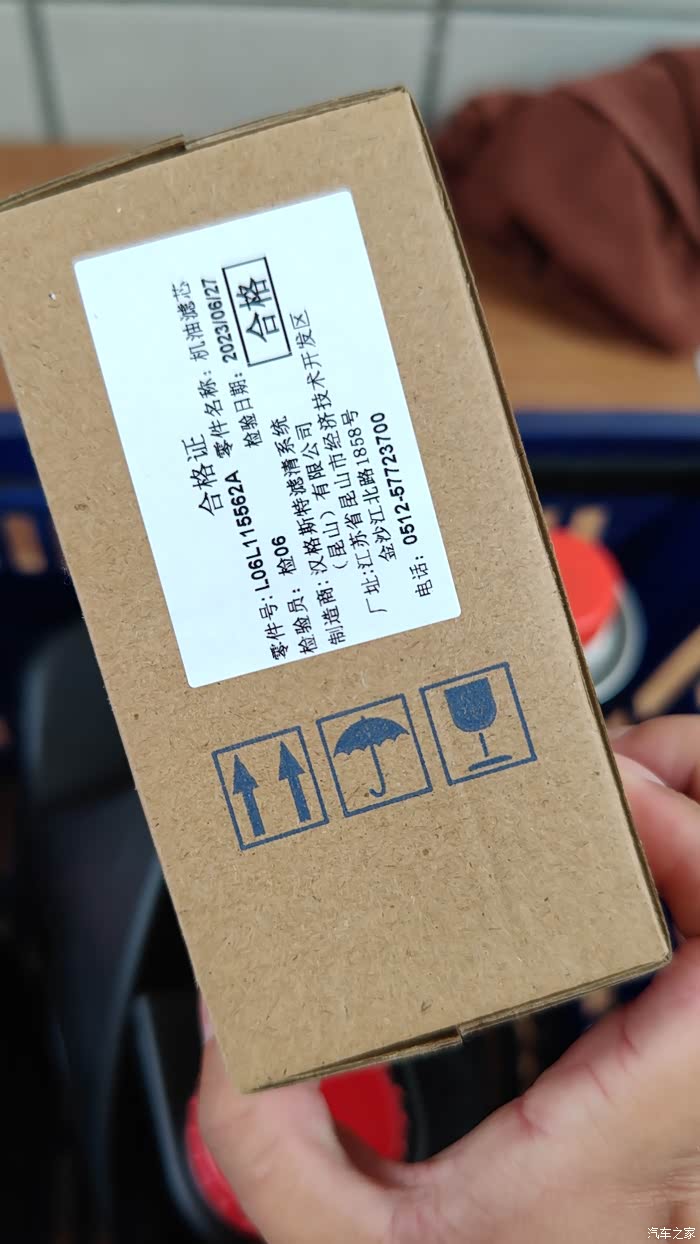 合格证
零件号: L06L115562A 零件名称: 机油滤芯
检验员: 检06 检验日期: 2023/06/27
合格
制造商: 汉格斯特滤清系统
（昆山）有限公司
厂址:江苏省昆山市经济技术开发区
金沙江北路1858号
电话: 0512-57723700
汽车之家